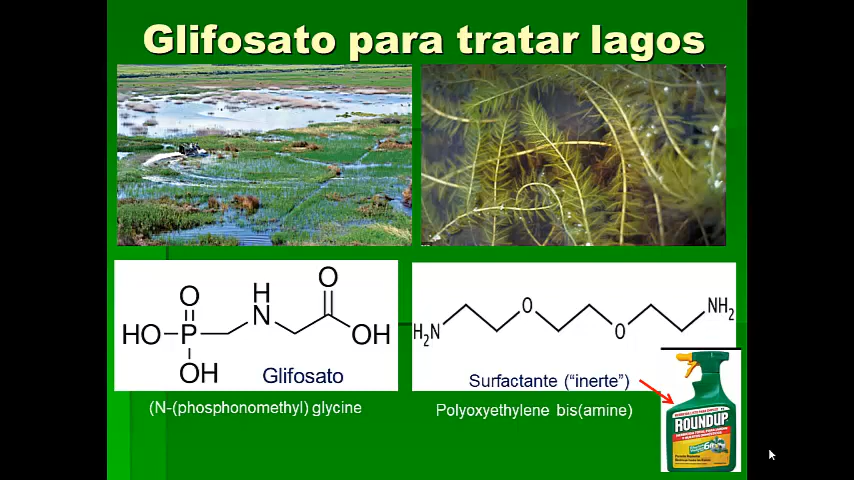 Glifosato para tratar lagos
O
HO P
OH
H
N
O
OH
Glifosato
(N-(phosphonomethyl) glycine
H2N
O
O
NH2
Surfactante (“inerte”)
Polyoxyethylene bis(amine)
ROUNDUP